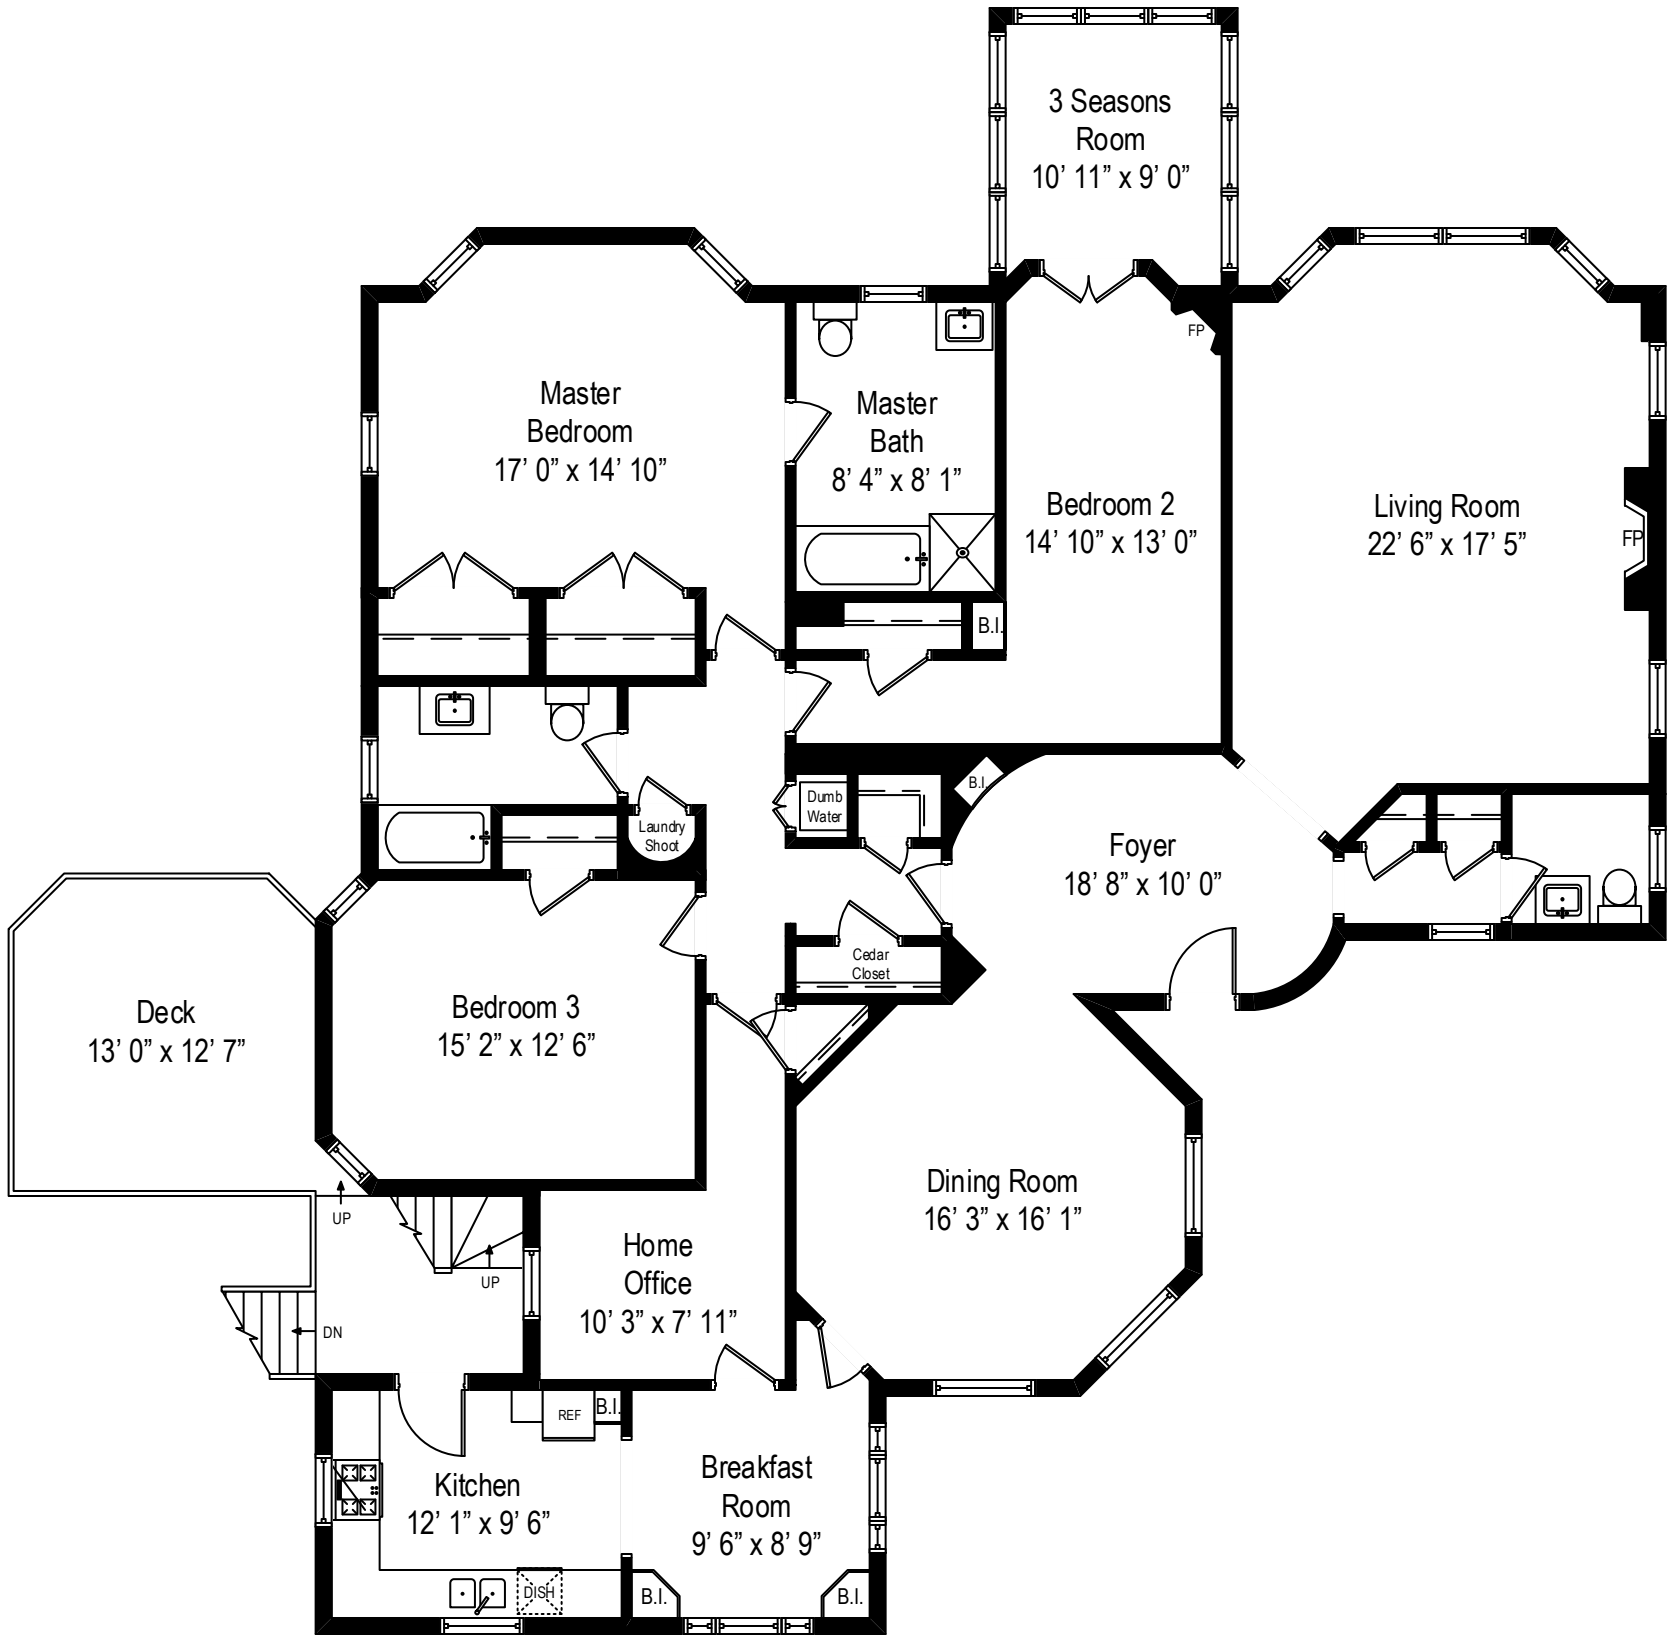 3 Seasons
Room
10’ 11” x 9’ 0”
FP
Master
Bedroom
17’ 0” x 14’ 10”
Master
Bath
8’ 4” x 8’ 1”
Bedroom 2
14’ 10” x 13’ 0”
Living Room
22’ 6” x 17’ 5”
FP
B.I.
B.I.
Dumb
Water
Laundry
Shoot
Foyer
18’ 8” x 10’ 0”
Cedar
Closet
Deck
13’ 0” x 12’ 7”
Bedroom 3
15’ 2” x 12’ 6”
Dining Room
16’ 3” x 16’ 1”
UP
UP
DN
Home
Office
10’ 3” x 7’ 11”
REF
B.I.
Kitchen
12’ 1” x 9’ 6”
Breakfast
Room
9’ 6” x 8’ 9”
DISH
B.I.
B.I.